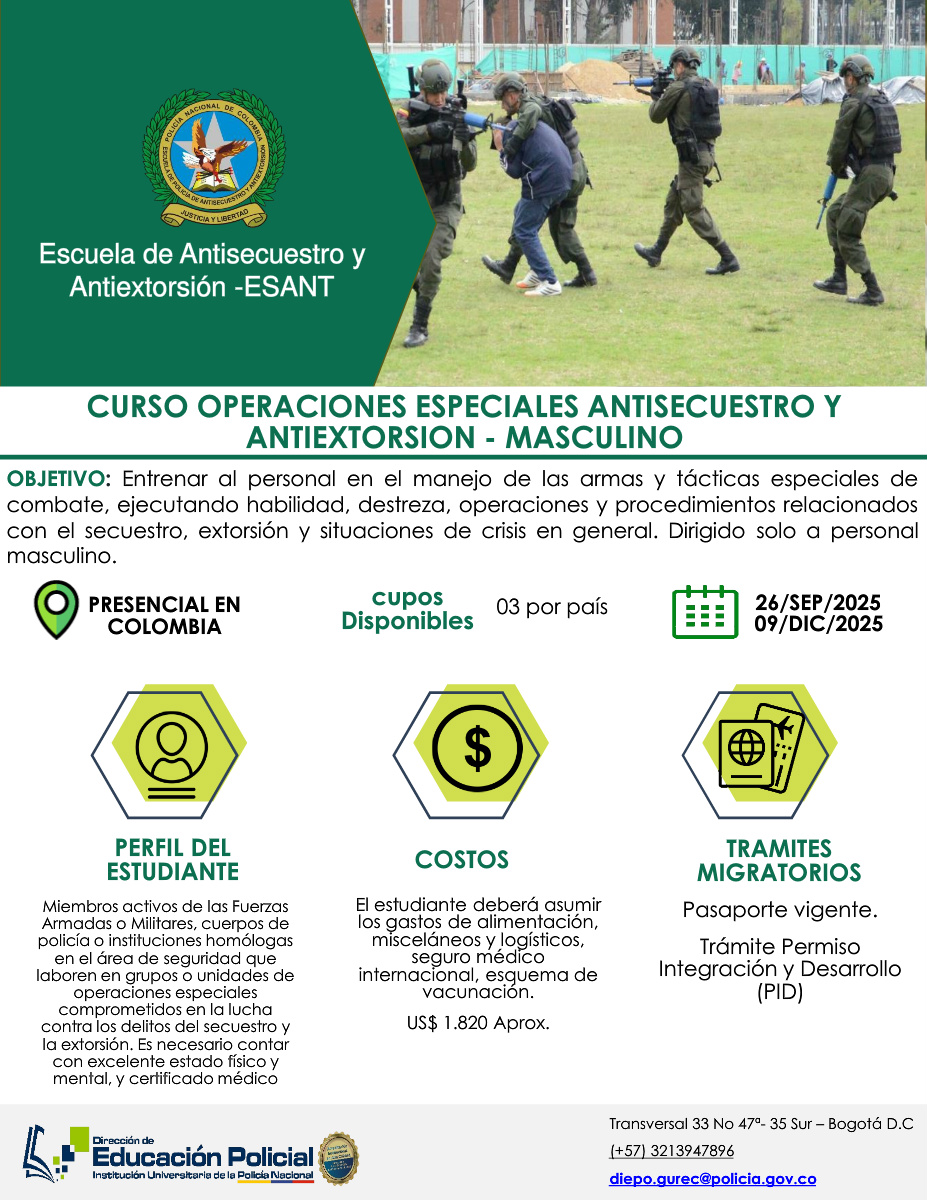 POLICÍA NACIONAL DE COLOMBIA
ESCUELA DE POLICÍA DE ANTISECUESTRO Y ANTIEXTORSIÓN
JUSTICIA Y LIBERTAD
Escuela de Antisecuestro y
Antiextorsión -ESANT
CURSO OPERACIONES ESPECIALES ANTISECUESTRO Y
ANTIEXTORSION - MASCULINO
OBJETIVO: Entrenar al personal en el manejo de las armas y tácticas especiales de
combate, ejecutando habilidad, destreza, operaciones y procedimientos relacionados
con el secuestro, extorsión y situaciones de crisis en general. Dirigido solo a personal
masculino.
PRESENCIAL EN
COLOMBIA
cupos
Disponibles
03 por país
26/SEP/2025
09/DIC/2025
$
PERFIL DEL
ESTUDIANTE
Miembros activos de las Fuerzas
Armadas o Militares, cuerpos de
policía o instituciones homólogas
en el área de seguridad que
laboren en grupos o unidades de
operaciones especiales
comprometidos en la lucha
contra los delitos del secuestro y
la extorsión. Es necesario contar
con excelente estado físico y
mental, y certificado médico
COSTOS
El estudiante deberá asumir
los gastos de alimentación,
misceláneos y logísticos,
seguro médico
internacional, esquema de
vacunación.
US$ 1.820 Aprox.
TRAMITES
MIGRATORIOS
Pasaporte vigente.
Trámite Permiso
Integración y Desarrollo
(PID)
Dirección de
Educación Policial
Institución Universitaria de la Policía Nacional
Transversal 33 No 47ª- 35 Sur – Bogotá D.C
(+57) 3213947896
diepo.gurec@policia.gov.co